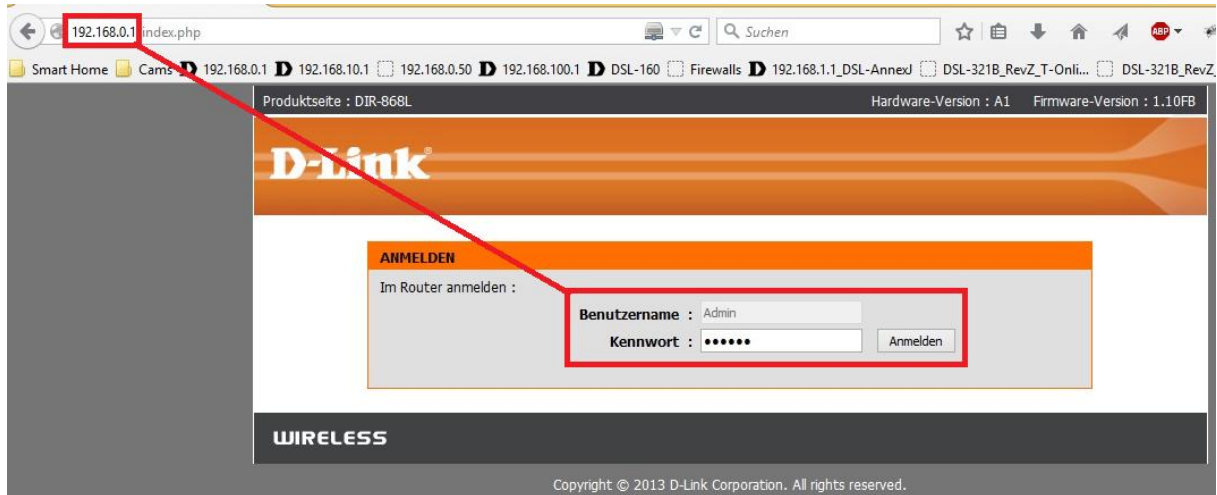 192.168.0.1/index.php
Suchen
ABP
Smart Home Cams D 192.168.0.1 D 192.168.10.1 192.168.0.50 D 192.168.100.1 D DSL-160 Firewalls D 192.168.1.1_DSL-AnnexJ DSL-321B_RevZ_T-Onli... DSL-321B_RevZ_
Produktseite : DIR-868L Hardware-Version : A1 Firmware-Version : 1.10FB
D-Link®
ANMELDEN
Im Router anmelden :
Benutzername : Admin
Kennwort : •••••• Anmelden
WIRELESS
Copyright © 2013 D-Link Corporation. All rights reserved.